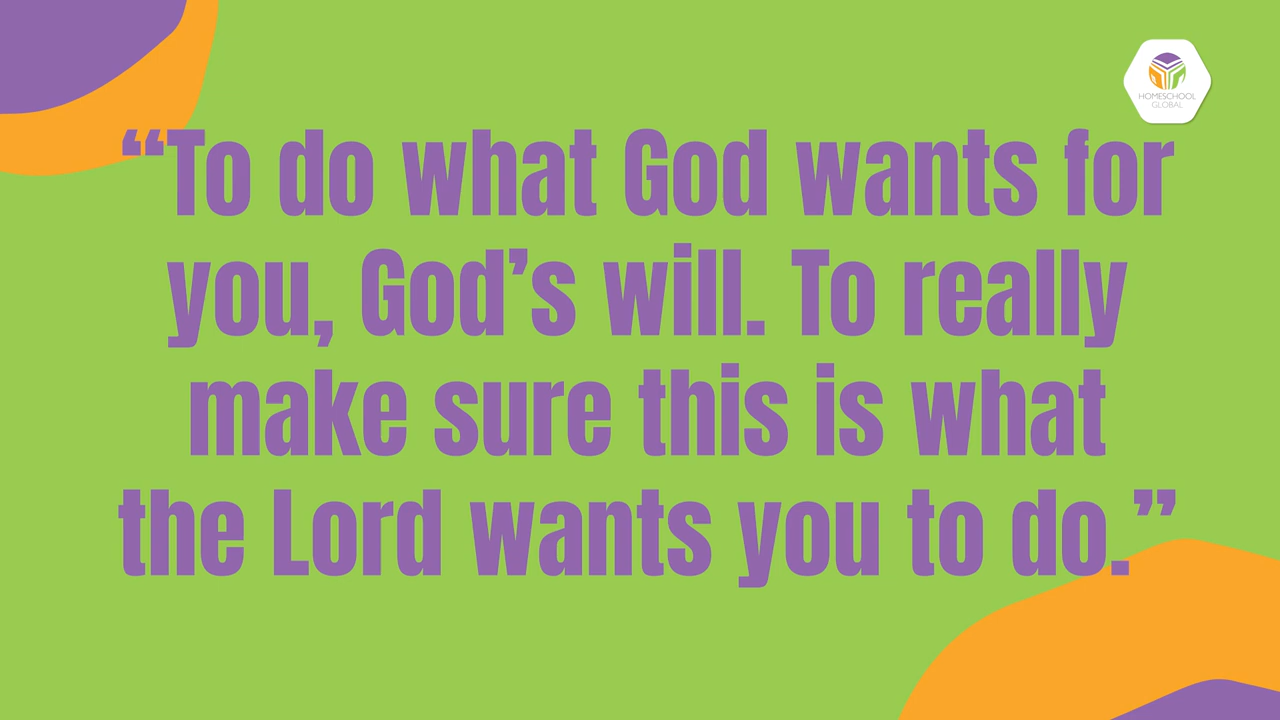 HOMESCHOOL
GLOBAL
“To do what God wants for
you, God’s will. To really
make sure this is what
the Lord wants you to do.”